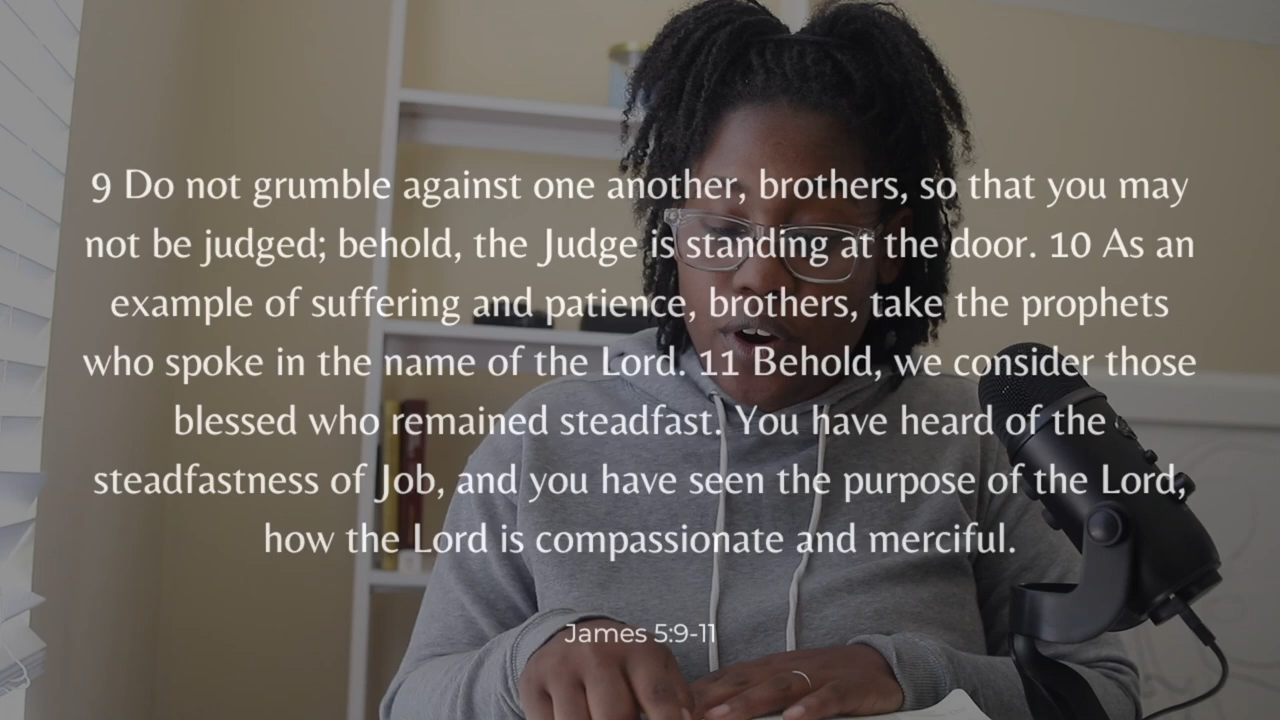 9 Do not grumble against one another, brothers, so that you may
not be judged; behold, the Judge is standing at the door. 10 As an
example of suffering and patience, brothers, take the prophets
who spoke in the name of the Lord. 11 Behold, we consider those
blessed who remained steadfast. You have heard of the
steadfastness of Job, and you have seen the purpose of the Lord,
how the Lord is compassionate and merciful.
James 5:9-11